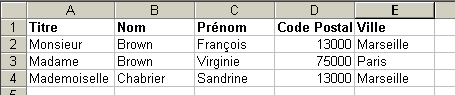 A B C D E
1 Titre Nom Prénom Code Postal Ville
2 Monsieur Brown François 13000 Marseille
3 Madame Brown Virginie 75000 Paris
4 Mademoiselle Chabrier Sandrine 13000 Marseille
5